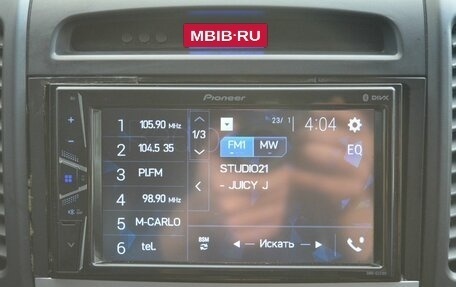 MBIB-RU
Pioneer
DIVX
1 105.90 MHz
1/3
23/ 1
4:04
2 104.5 35
FM1
MW
EQ
3 PI.FM
STUDIO21
- JUICY J
4 98.90 MHz
5 M-CARLO
6 tel.
BSM
Искать